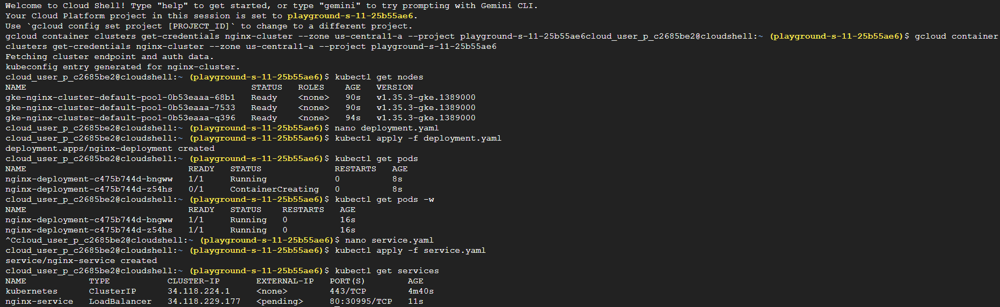 Welcome to Cloud Shell! Type "help" to get started, or type "gemini" to try prompting with Gemini CLI.
Your Cloud Platform project in this session is set to playground-s-11-25b55ae6.
Use `gcloud config set project [PROJECT_ID]` to change to a different project.
gcloud container clusters get-credentials nginx-cluster --zone us-central1-a --project playground-s-11-25b55ae6cloud_user_p_c2685be2@cloudshell:~ (playground-s-11-25b55ae6)$ gcloud container
clusters get-credentials nginx-cluster --zone us-central1-a --project playground-s-11-25b55ae6
Fetching cluster endpoint and auth data.
kubeconfig entry generated for nginx-cluster.
cloud_user_p_c2685be2@cloudshell:~ (playground-s-11-25b55ae6)$ kubectl get nodes
NAME                                           STATUS   ROLES    AGE   VERSION
gke-nginx-cluster-default-pool-0b53eaaa-68b1   Ready    <none>   90s   v1.35.3-gke.1389000
gke-nginx-cluster-default-pool-0b53eaaa-7533   Ready    <none>   90s   v1.35.3-gke.1389000
gke-nginx-cluster-default-pool-0b53eaaa-q396   Ready    <none>   94s   v1.35.3-gke.1389000
cloud_user_p_c2685be2@cloudshell:~ (playground-s-11-25b55ae6)$ nano deployment.yaml
cloud_user_p_c2685be2@cloudshell:~ (playground-s-11-25b55ae6)$ kubectl apply -f deployment.yaml
deployment.apps/nginx-deployment created
cloud_user_p_c2685be2@cloudshell:~ (playground-s-11-25b55ae6)$ kubectl get pods
NAME                               READY   STATUS              RESTARTS   AGE
nginx-deployment-c475b744d-bngww   1/1     Running             0          8s
nginx-deployment-c475b744d-z54hs   0/1     ContainerCreating   0          8s
cloud_user_p_c2685be2@cloudshell:~ (playground-s-11-25b55ae6)$ kubectl get pods -w
NAME                               READY   STATUS    RESTARTS   AGE
nginx-deployment-c475b744d-bngww   1/1     Running   0          16s
nginx-deployment-c475b744d-z54hs   1/1     Running   0          16s
^Ccloud_user_p_c2685be2@cloudshell:~ (playground-s-11-25b55ae6)$ nano service.yaml
cloud_user_p_c2685be2@cloudshell:~ (playground-s-11-25b55ae6)$ kubectl apply -f service.yaml
service/nginx-service created
cloud_user_p_c2685be2@cloudshell:~ (playground-s-11-25b55ae6)$ kubectl get services
NAME            TYPE           CLUSTER-IP       EXTERNAL-IP   PORT(S)        AGE
kubernetes      ClusterIP      34.118.224.1     <none>        443/TCP        4m40s
nginx-service   LoadBalancer   34.118.229.177   <pending>     80:30995/TCP   11s